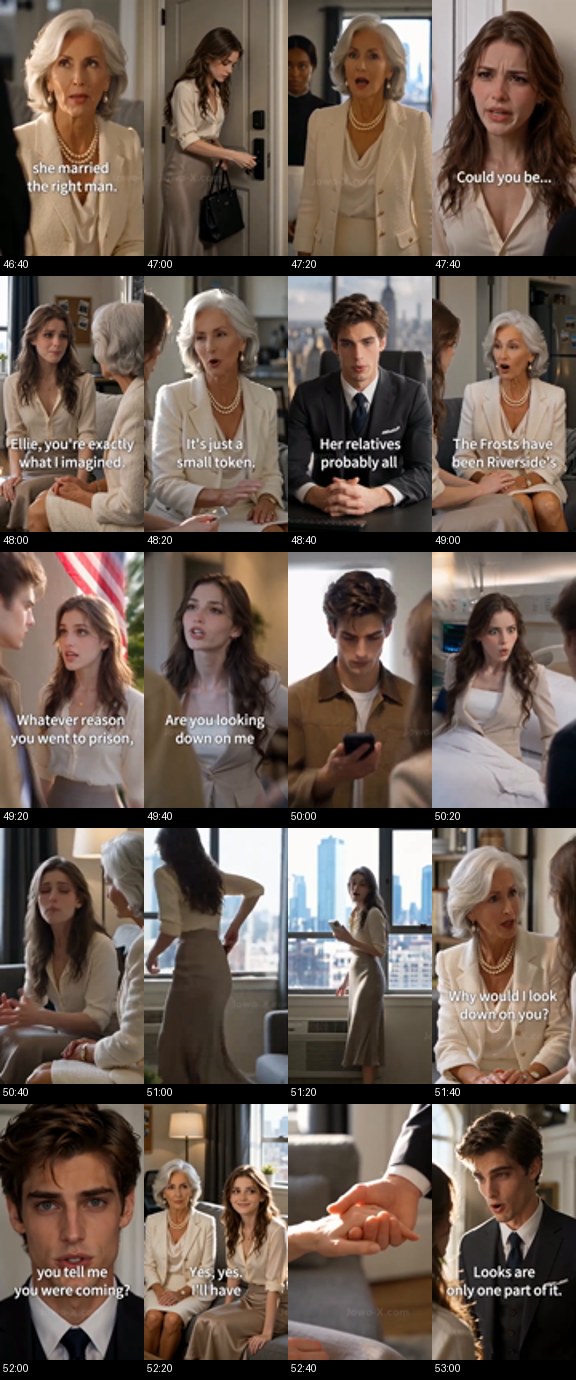 she married
the right man.
46:40
47:00
47:20
Could you be...
47:40
Ellie, you're exactly
what I imagined.
48:00
It's just a
small token.
48:20
Her relatives
probably all
48:40
The Frosts have
been Riverside's
49:00
Whatever reason
you went to prison,
49:20
Are you looking
down on me
49:40
50:00
50:20
50:40
51:00
51:20
Why would I look
down on you?
51:40
you tell me
you were coming?
52:00
Yes, yes.
I'll have
52:20
Jowo-X.com
52:40
Looks are
only one part of it.
53:00